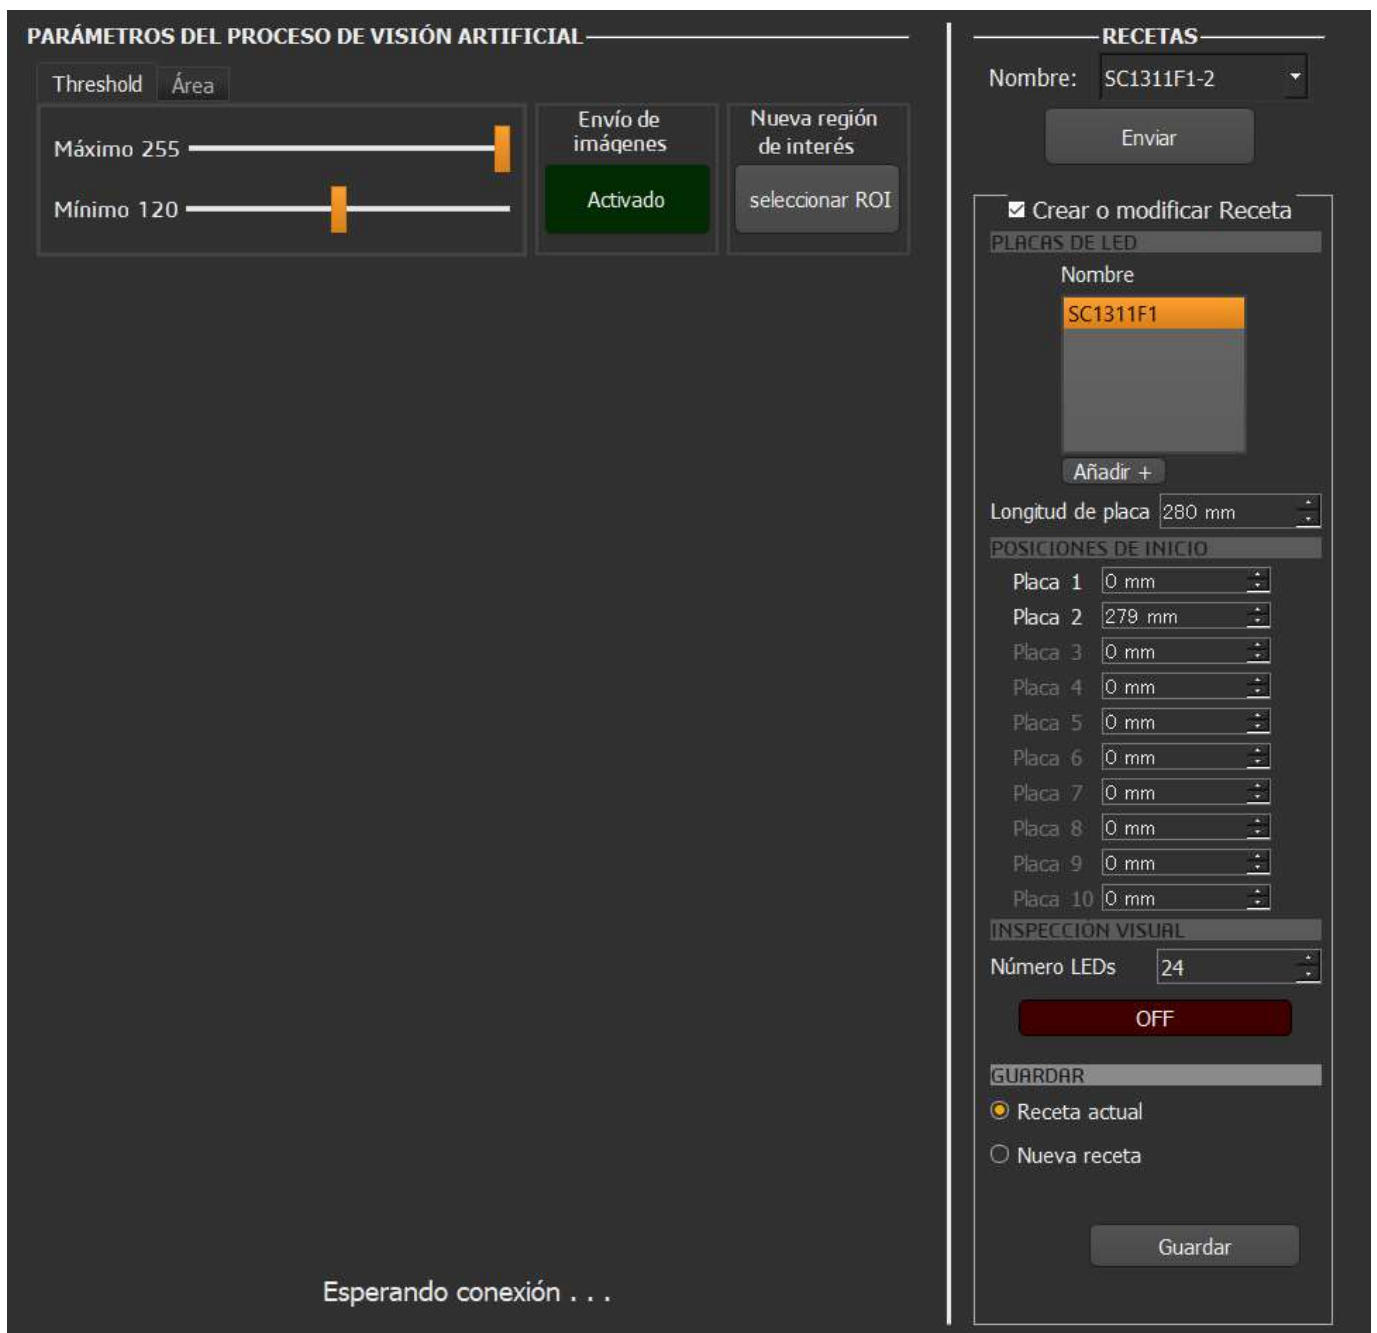 PARÁMETROS DEL PROCESO DE VISIÓN ARTIFICIAL
Threshold
Área
Máximo 255
Mínimo 120
Envío de
imágenes
Activado
Nueva región
de interés
seleccionar ROI
Esperando conexión . . .
RECETAS
Nombre: SC1311F1-2
Enviar
Crear o modificar Receta
PLACAS DE LED
Nombre
SC1311F1
Añadir +
Longitud de placa 280 mm
POSICIONES DE INICIO
Placa 1 0 mm
Placa 2 279 mm
Placa 3 0 mm
Placa 4 0 mm
Placa 5 0 mm
Placa 6 0 mm
Placa 7 0 mm
Placa 8 0 mm
Placa 9 0 mm
Placa 10 0 mm
INSPECCIÓN VISUAL
Número LEDs 24
OFF
GUARDAR
Receta actual
Nueva receta
Guardar